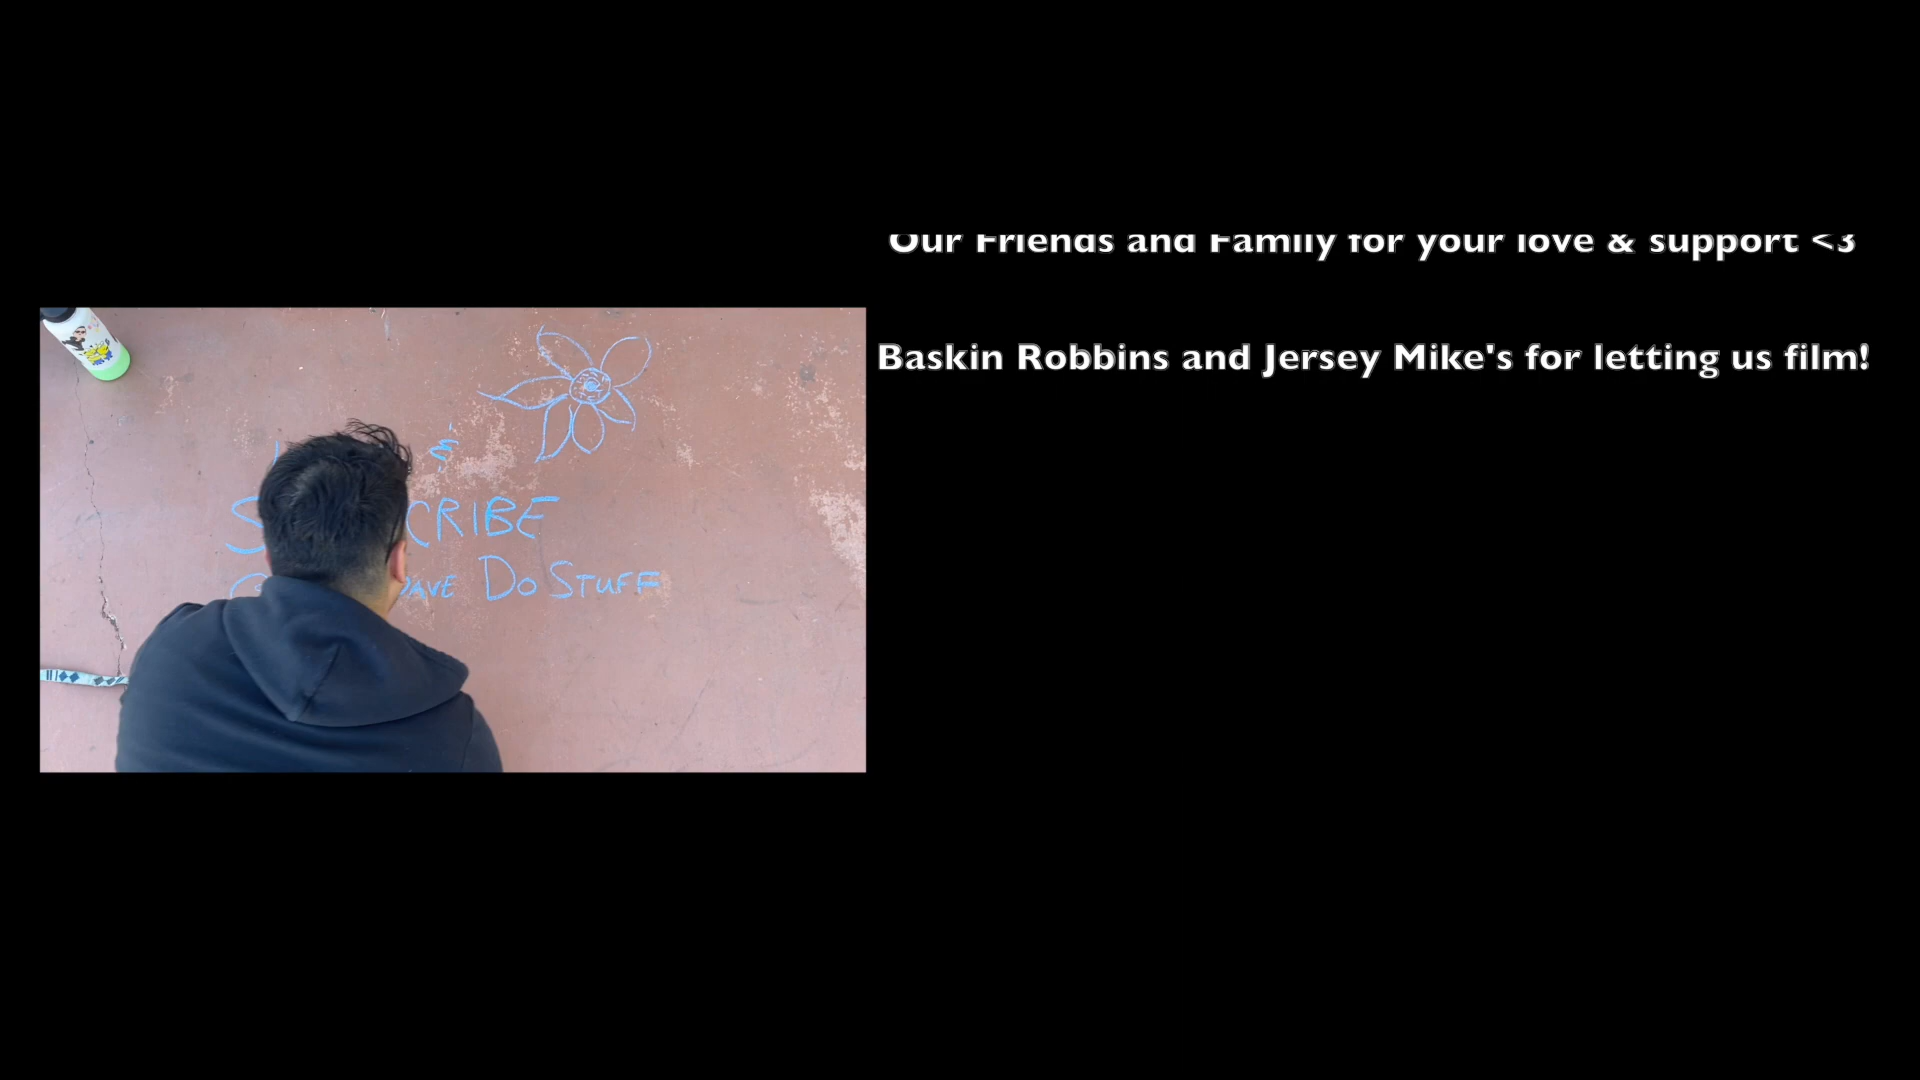 Our Friends and Family for your love & support <3
Baskin Robbins and Jersey Mike's for letting us film!
DO STUFF